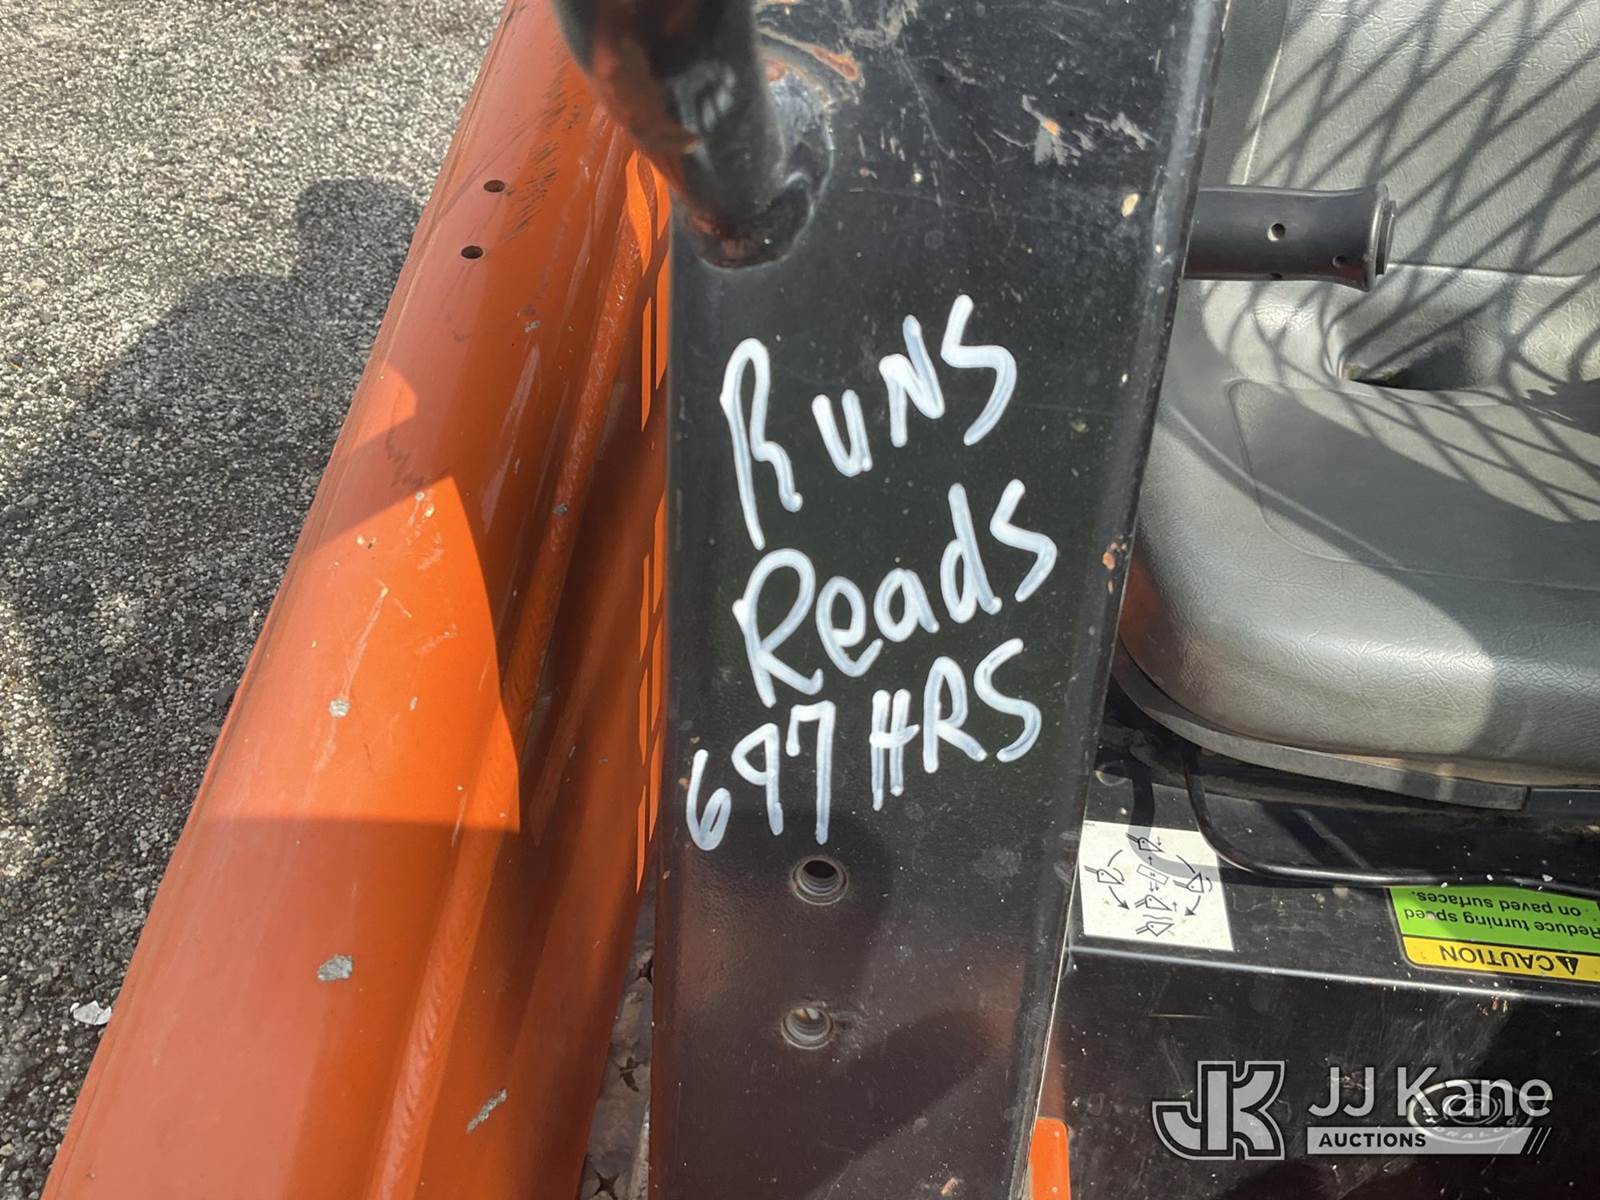 RuNS
Reads
697 HRS
Reduce turning speed
on paved surfaces.
CAUTION
JJ Kane
AUCTIONS